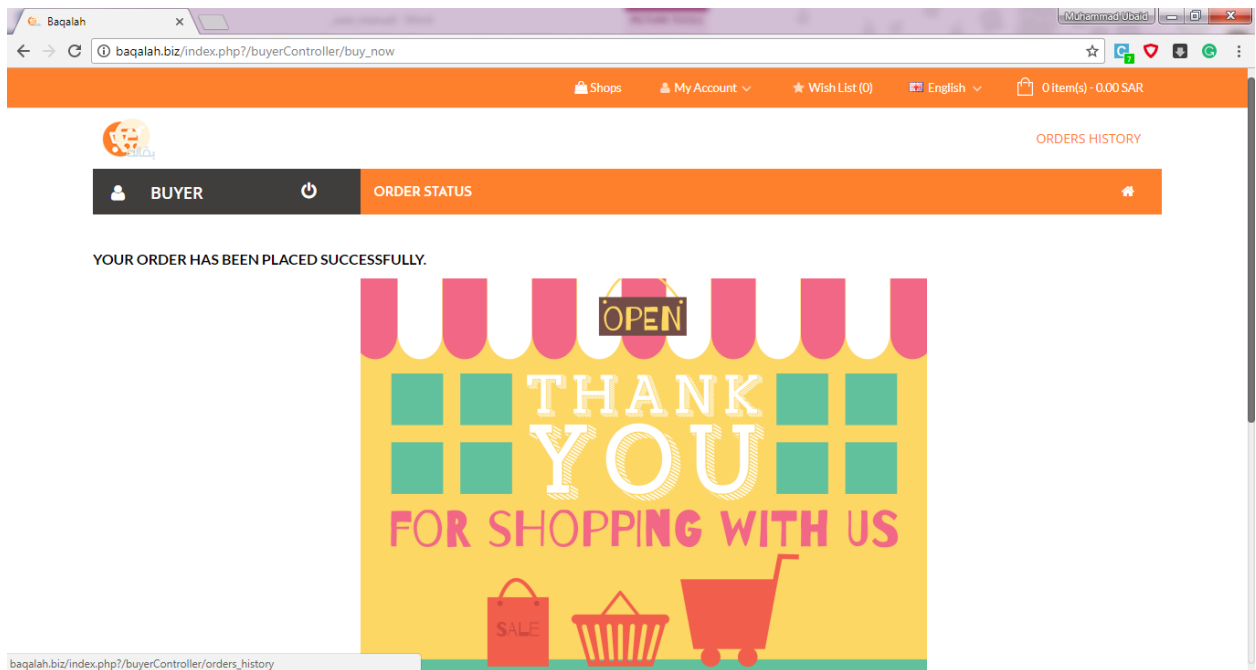 Baqalah
Muhammad Ubaid
baqalah.biz/index.php?/buyerController/buy_now
7
Shops
My Account
Wish List (0)
English
0 item(s) - 0.00 SAR
بقالة
ORDERS HISTORY
BUYER
ORDER STATUS
YOUR ORDER HAS BEEN PLACED SUCCESSFULLY.
OPEN
THANK
YOU
FOR SHOPPING WITH US
SALE
baqalah.biz/index.php?/buyerController/orders_history